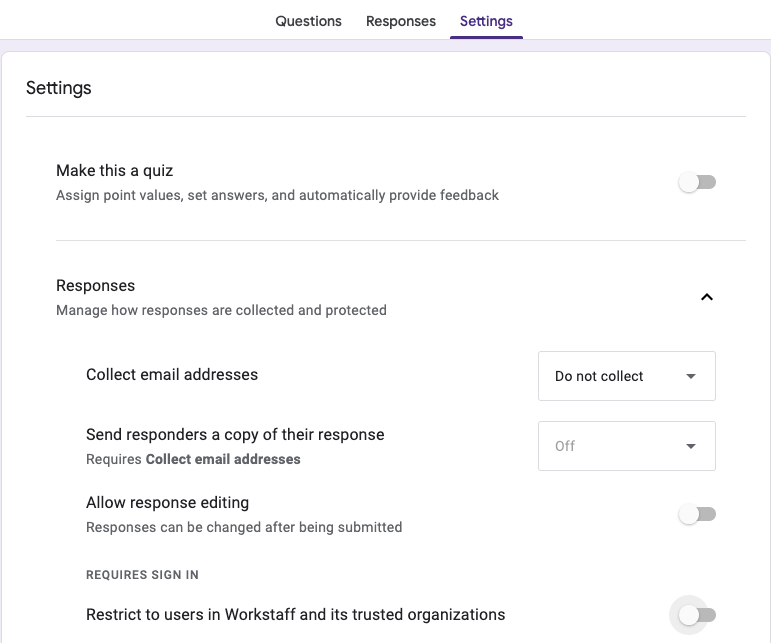 Questions Responses Settings
Settings
Make this a quiz
Assign point values, set answers, and automatically provide feedback
Responses
Manage how responses are collected and protected
Collect email addresses
Do not collect
Send responders a copy of their response
Requires Collect email addresses
Off
Allow response editing
Responses can be changed after being submitted
REQUIRES SIGN IN
Restrict to users in Workstaff and its trusted organizations